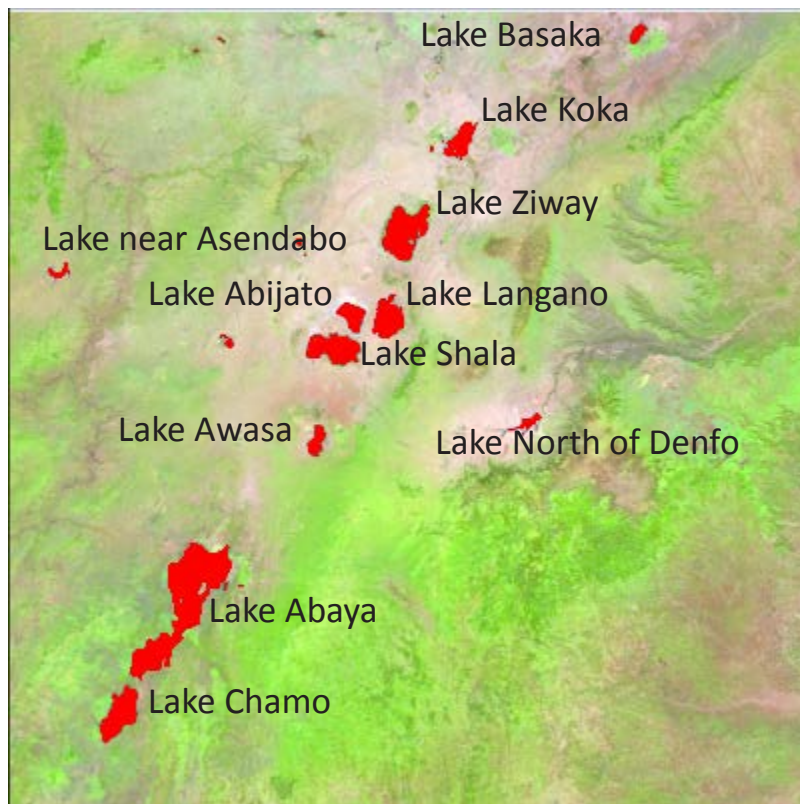 Lake Basaka
Lake Koka
Lake Ziway
Lake near Asendabo
Lake Abijato
Lake Langano
Lake Shala
Lake Awasa
Lake North of Denfo
Lake Abaya
Lake Chamo